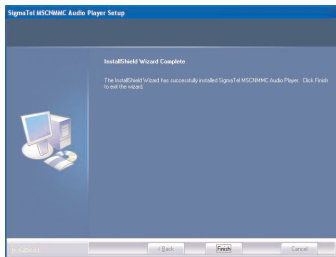 SigmaTel MSCNMMC Audio Player Setup
InstallShield Wizard Complete
The InstallShield Wizard has successfully installed SigmaTel MSCNMMC Audio Player. Click Finish
to exit the wizard.
InstallShield
< Back
Finish
Cancel